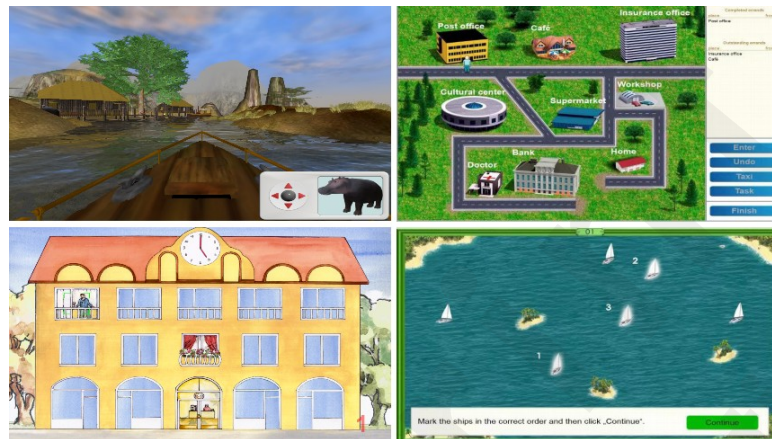 Post office
Café
Insurance office
Cultural center
Supermarket
Workshop
Doctor
Bank
Home
Completed errands
Post office
Outstanding errands
Insurance office
Café
Enter
Undo
Taxi
Task
Finish
1
01
2
3
1
Mark the ships in the correct order and then click „Continue“.
Continue